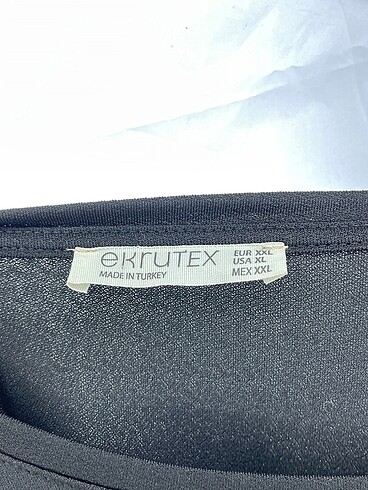 ekruTEX
MADE IN TURKEY
EUR XXL
USA XL
MEX XXL